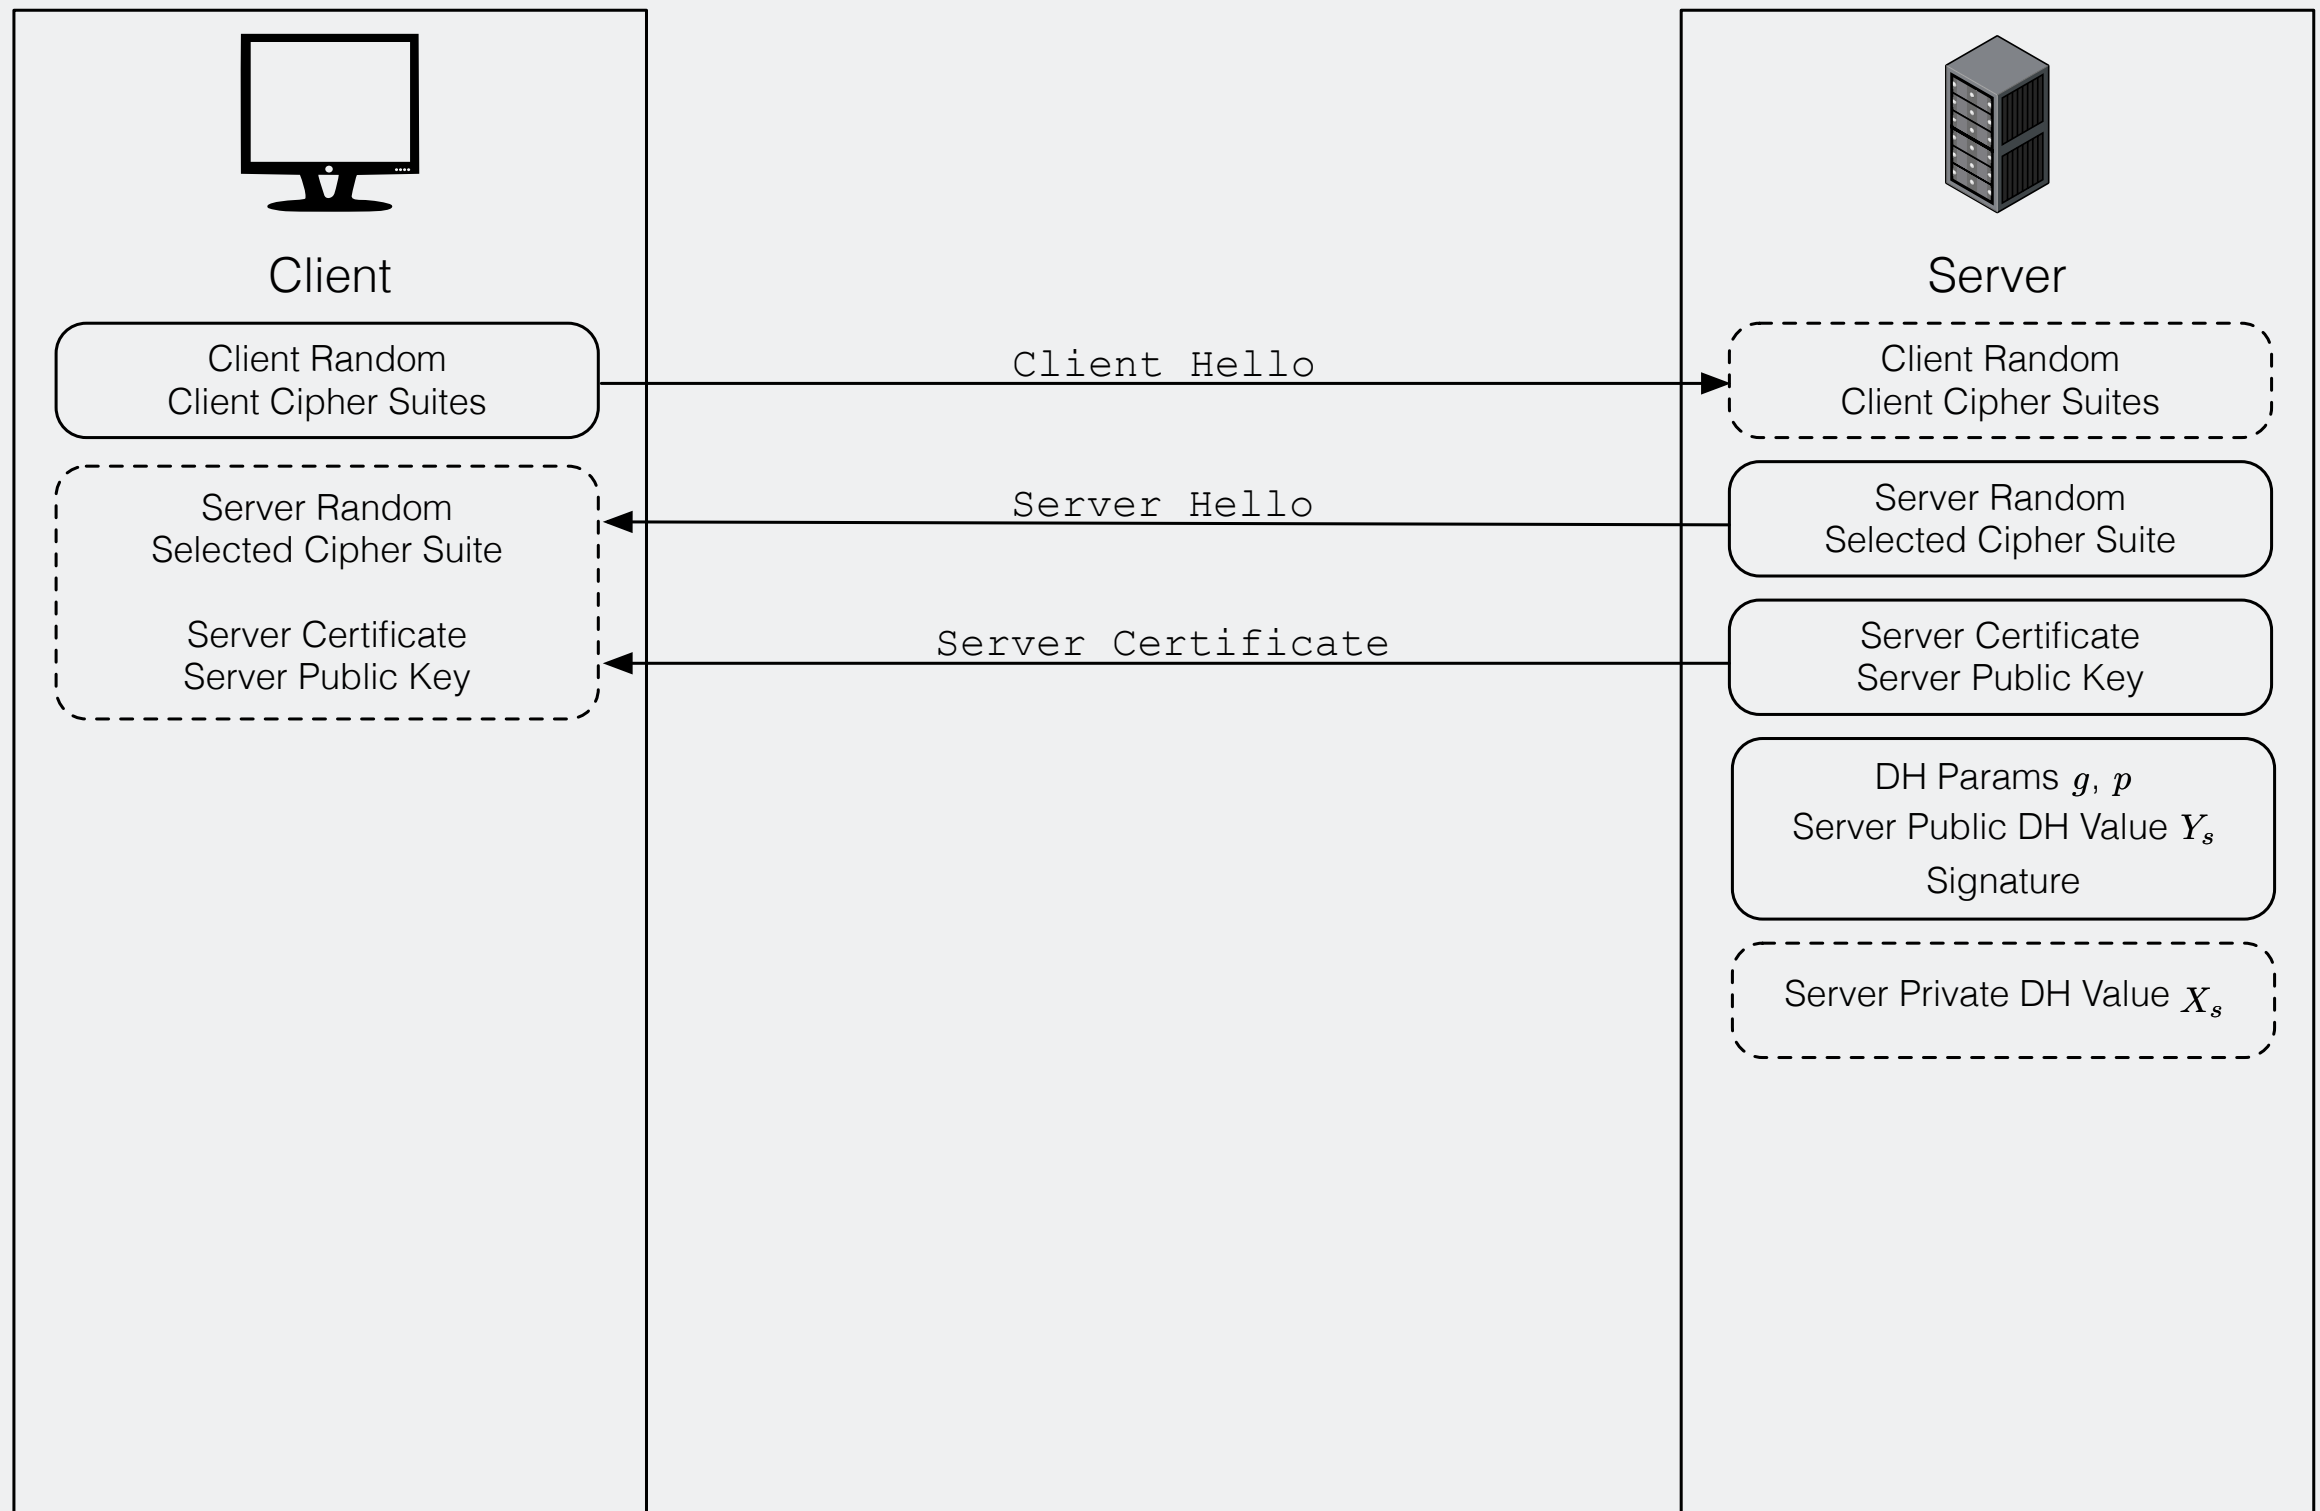 Client
Server
Client Random
Client Cipher Suites
Client Hello
Client Random
Client Cipher Suites
Server Random
Selected Cipher Suite
Server Hello
Server Random
Selected Cipher Suite
Server Certificate
Server Public Key
Server Certificate
Server Certificate
Server Public Key
DH Params g, p
Server Public DH Value Yₛ
Signature
Server Private DH Value Xₛ